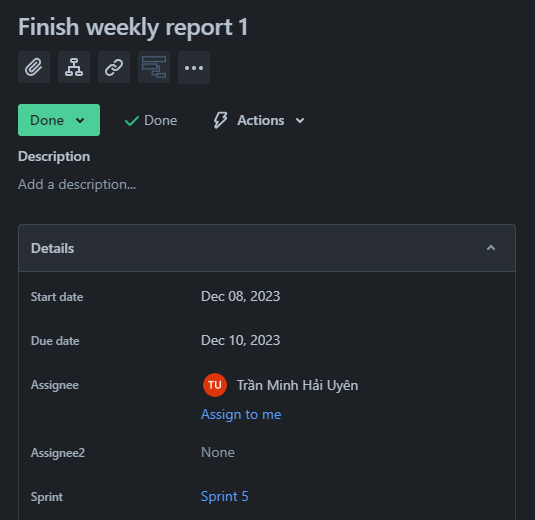 Finish weekly report 1
Done
Done
Actions
Description
Add a description...
Details
Start date
Dec 08, 2023
Due date
Dec 10, 2023
Assignee
TU
Trần Minh Hải Uyên
Assign to me
Assignee2
None
Sprint
Sprint 5